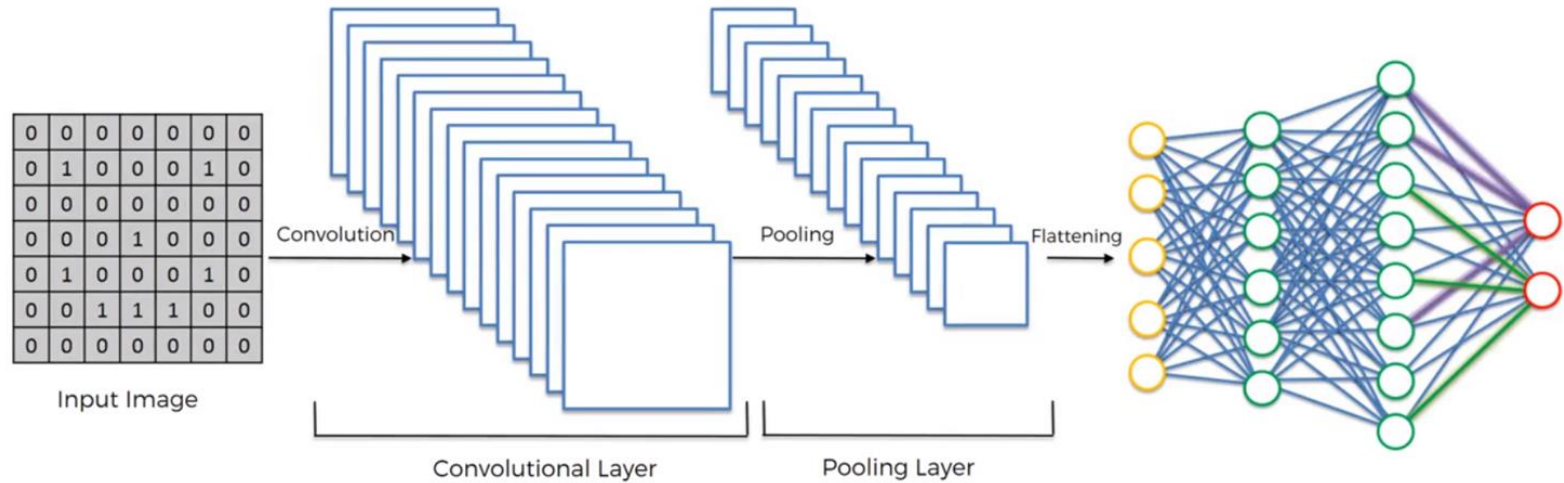 0 0 0 0 0 0 0
0 1 0 0 0 1 0
0 0 0 0 0 0 0
0 0 0 1 0 0 0
0 1 0 0 0 1 0
0 0 1 1 1 0 0
0 0 0 0 0 0 0
Input Image
Convolution
Convolutional Layer
Pooling
Pooling Layer
Flattening